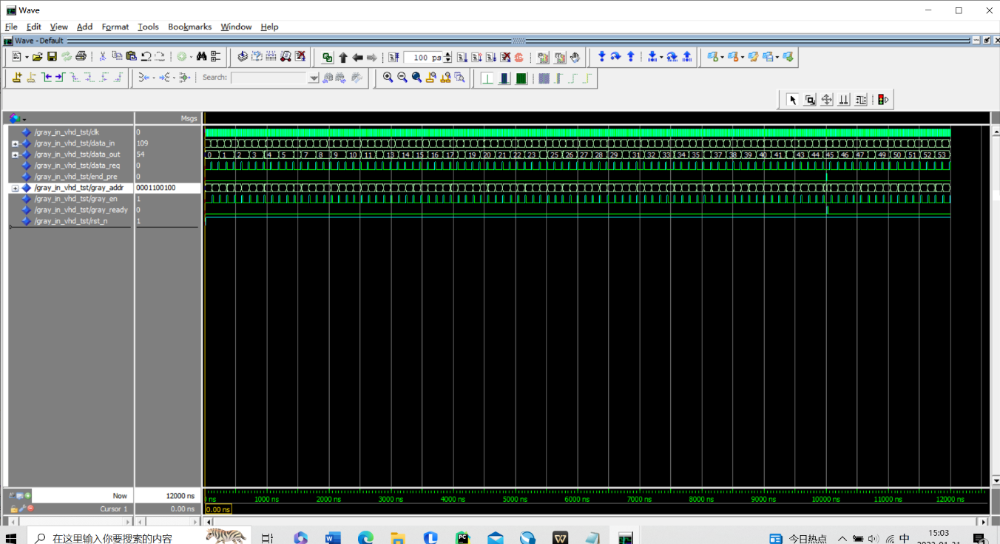 Wave
File Edit View Add Format Tools Bookmarks Window Help
Wave - Default
100 ps
Search:
Msgs
/gray_in_vhd_tst/clk 0
/gray_in_vhd_tst/data_in 109
/gray_in_vhd_tst/data_out 54 0 1 2 3 4 5 7 8 9 10 11 13 14 15 16 17 19 20 21 22 23 25 26 27 28 29 31 32 33 34 35 37 38 39 40 41 43 44 45 46 47 49 50 51 52 53
/gray_in_vhd_tst/data_req 0
/gray_in_vhd_tst/end_pre 0
/gray_in_vhd_tst/gray_addr 0001100100
/gray_in_vhd_tst/gray_en 1
/gray_in_vhd_tst/gray_ready 0
/gray_in_vhd_tst/rst_n 1
Now 12000 ns ns 1000 ns 2000 ns 3000 ns 4000 ns 5000 ns 6000 ns 7000 ns 8000 ns 9000 ns 10000 ns 11000 ns 12000 ns
Cursor 1 0.00 ns 0.00 ns
在这里输入你要搜索的内容 今日热点 中 15:03